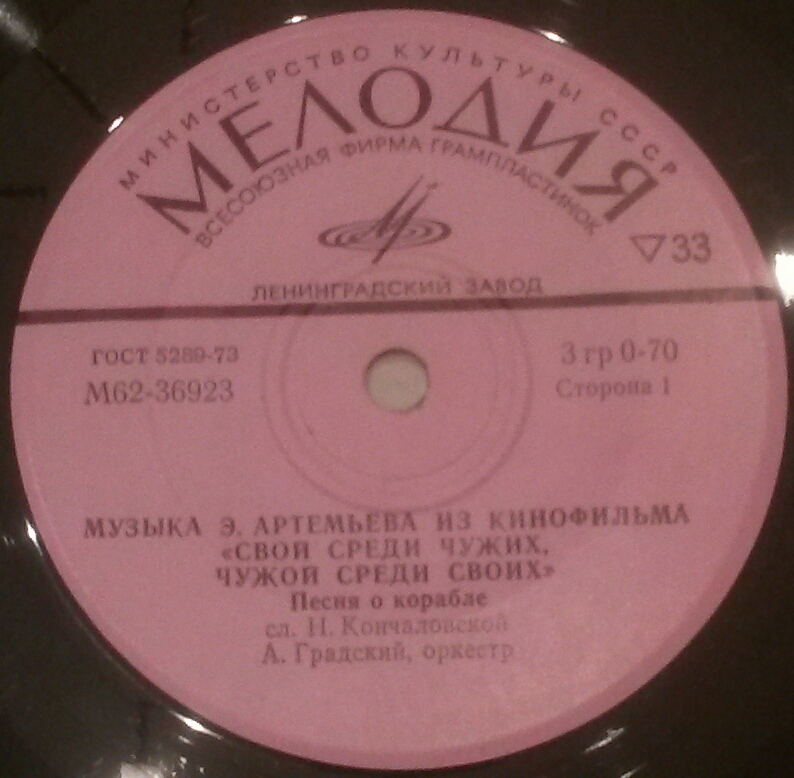 МИНИСТЕРСТВО КУЛЬТУРЫ СССР
МЕЛОДИЯ
ВСЕСОЮЗНАЯ ФИРМА ГРАМПЛАСТИНОК
▽33
ЛЕНИНГРАДСКИЙ ЗАВОД
ГОСТ 5289-73
3 гр 0-70
М62-36923
Сторона 1
МУЗЫКА Э. АРТЕМЬЕВА ИЗ КИНОФИЛЬМА
«СВОЙ СРЕДИ ЧУЖИХ,
ЧУЖОЙ СРЕДИ СВОИХ»
Песня о корабле
сл. Н. Кончаловской
А. Градский, оркестр